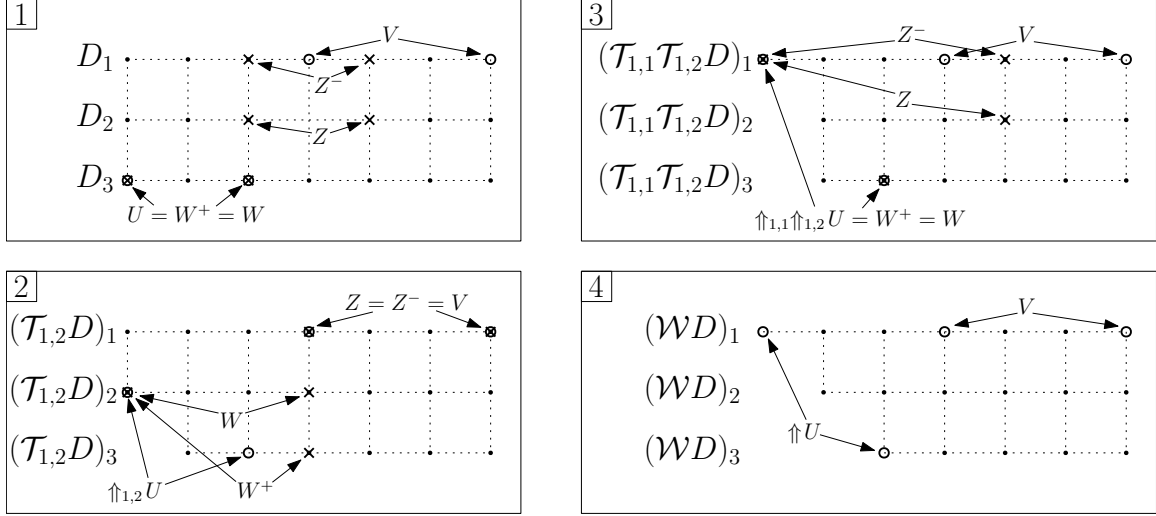 1
V
D₁
Z⁻
D₂
Z
D₃
U = W⁺ = W
3
Z⁻ V
(𝒯₁,₁𝒯₁,₂D)₁
Z
(𝒯₁,₁𝒯₁,₂D)₂
(𝒯₁,₁𝒯₁,₂D)₃
⇑₁,₁⇑₁,₂U = W⁺ = W
2
Z = Z⁻ = V
(𝒯₁,₂D)₁
(𝒯₁,₂D)₂
W
(𝒯₁,₂D)₃
⇑₁,₂U W⁺
4
V
(𝒲D)₁
(𝒲D)₂
⇑U
(𝒲D)₃